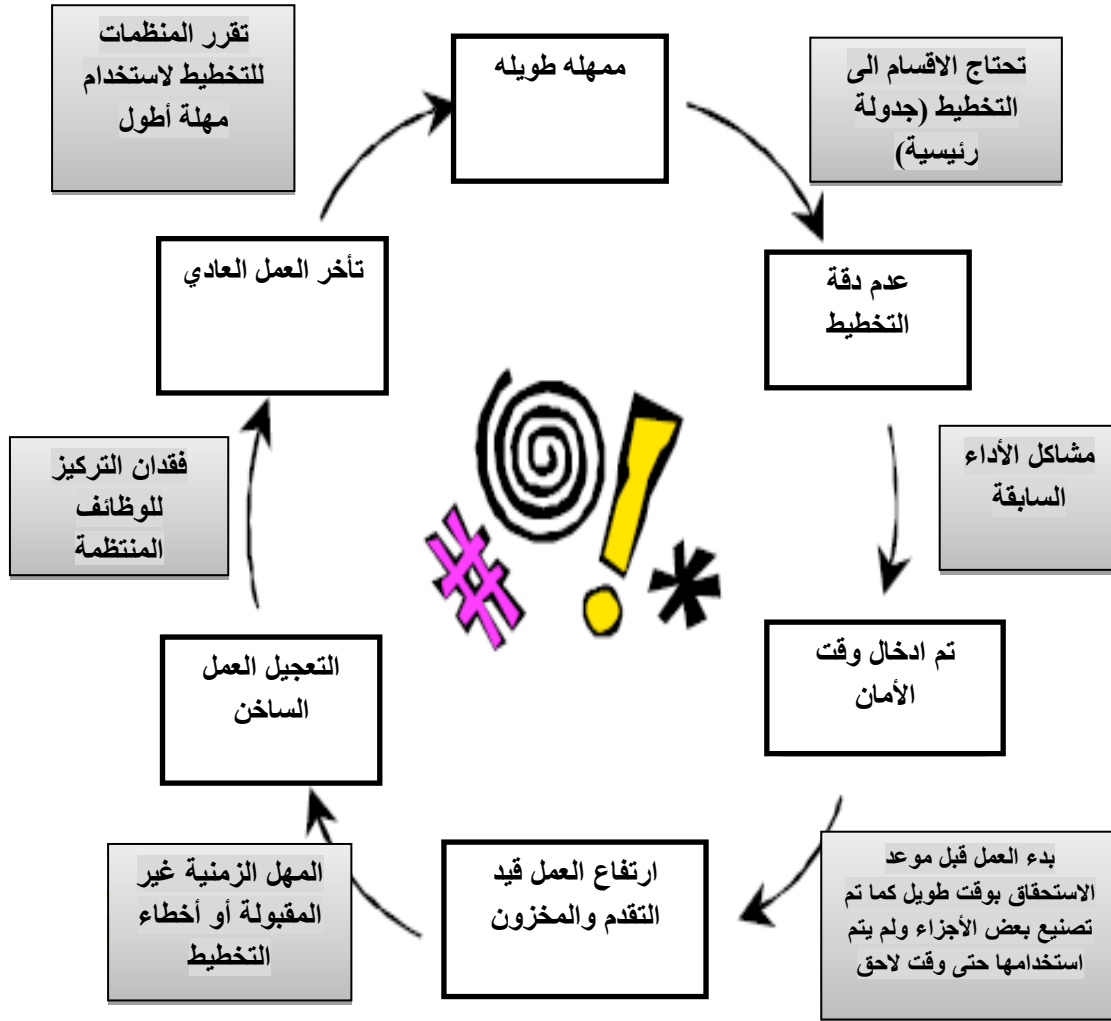 ممهله طويله
تحتاج الاقسام الى
التخطيط (جدولة
رئيسية)
عدم دقة
التخطيط
مشاكل الأداء
السابقة
تم ادخال وقت
الأمان
بدء العمل قبل موعد
الاستحقاق بوقت طويل كما تم
تصنيع بعض الأجزاء ولم يتم
استخدامها حتى وقت لاحق
ارتفاع العمل قيد
التقدم والمخزون
المهل الزمنية غير
المقبولة أو أخطاء
التخطيط
التعجيل العمل
الساخن
فقدان التركيز
للوظائف
المنتظمة
تأخر العمل العادي
تقرر المنظمات
للتخطيط لاستخدام
مهلة أطول
#
!
*